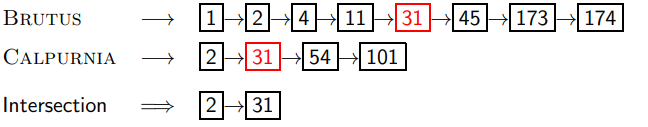 BRUTUS ⟶ 1 → 2 → 4 → 11 → 31 → 45 → 173 → 174
CALPURNIA ⟶ 2 → 31 → 54 → 101
Intersection ⟹ 2 → 31